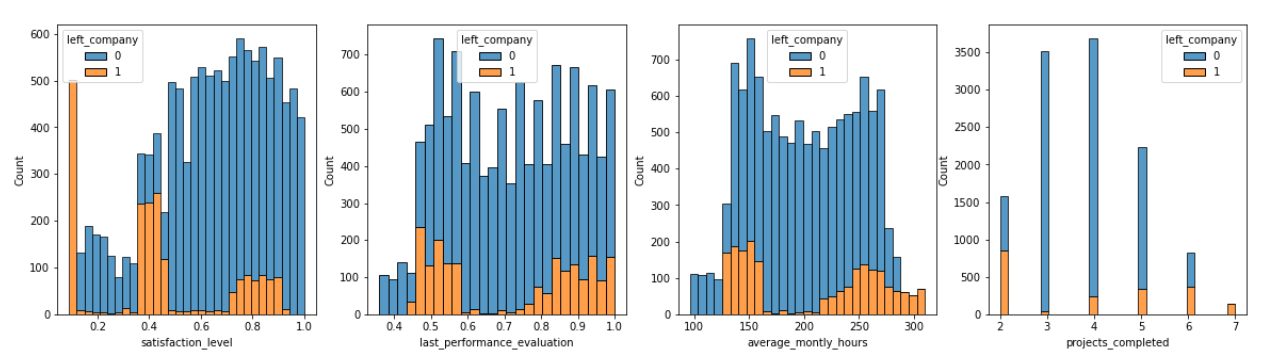 left_company
0
1
600
500
400
300
200
100
0
Count
0.2 0.4 0.6 0.8 1.0
satisfaction_level
left_company
0
1
700
600
500
400
300
200
100
0
Count
0.4 0.5 0.6 0.7 0.8 0.9 1.0
last_performance_evaluation
left_company
0
1
700
600
500
400
300
200
100
0
Count
100 150 200 250 300
average_montly_hours
left_company
0
1
3500
3000
2500
2000
1500
1000
500
0
Count
2 3 4 5 6 7
projects_completed